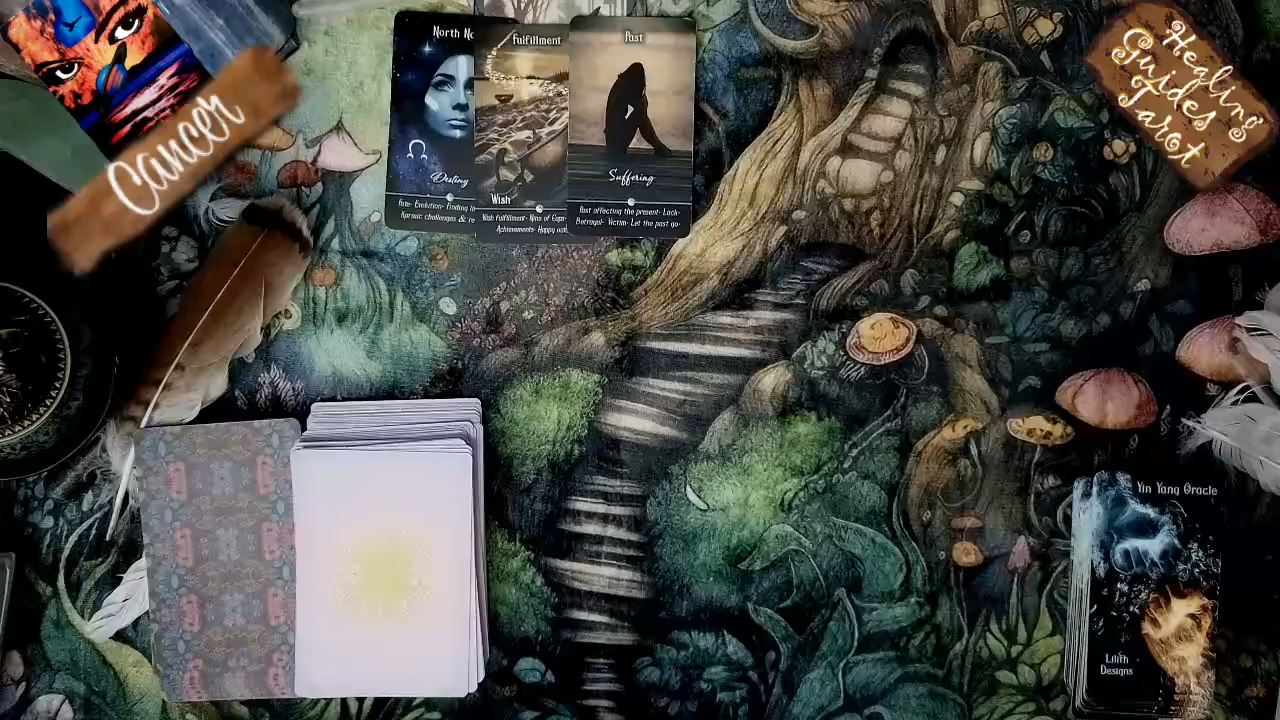 Cancer
North No
Destiny
Fate· Evolution· Finding
Karmic challenges & re
Fulfillment
Wish
Wish fulfillment· Nine of Cups·
Achievements· Happy out
Past
Suffering
Past affecting the present· Lack·
Betrayal· Victim· Let the past go·
Healing
Guides
Tarot
Yin Yang Oracle
Lilith
Designs